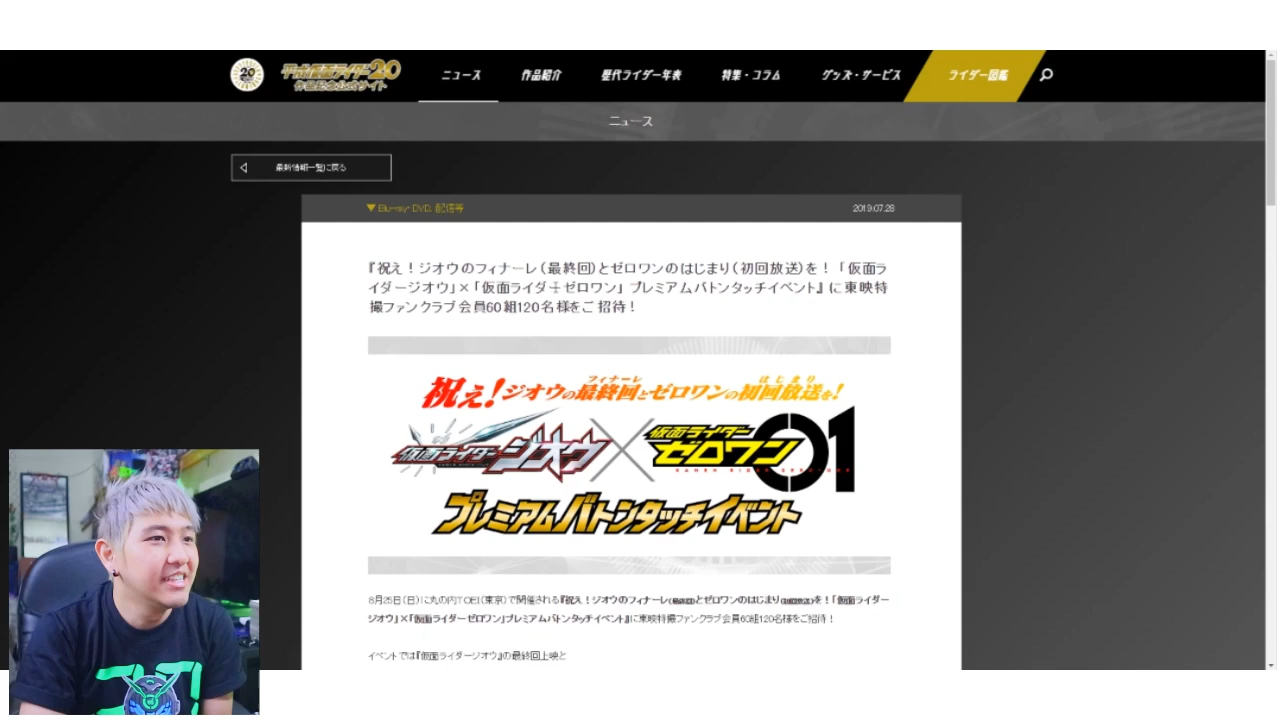 20
平成仮面ライダー20
作品記念公式サイト
ニュース
作品紹介
歴代ライダー年表
特集・コラム
グッズ・サービス
ライダー図鑑
ニュース
最新情報一覧に戻る
▼ Blu-ray・DVD、配信等
2019.07.28
『祝え!ジオウのフィナーレ(最終回)とゼロワンのはじまり(初回放送)を!「仮面ラ
イダージオウ」×「仮面ライダーゼロワン」プレミアムバトンタッチイベント』に東映特
撮ファンクラブ会員60組120名様をご招待!
フィナーレ はじまり
祝え!ジオウの最終回とゼロワンの初回放送を!
仮面ライダージオウ×仮面ライダーゼロワン01
KAMEN RIDER ZERO-ONE
プレミアムバトンタッチイベント
8月25日(日)に丸の内TOEI(東京)で開催される『祝え!ジオウのフィナーレ(最終回)とゼロワンのはじまり(初回放送)を!「仮面ライダー
ジオウ」×「仮面ライダーゼロワン」プレミアムバトンタッチイベント』に東映特撮ファンクラブ会員60組120名様をご招待!
イベントでは『仮面ライダージオウ』の最終回上映と